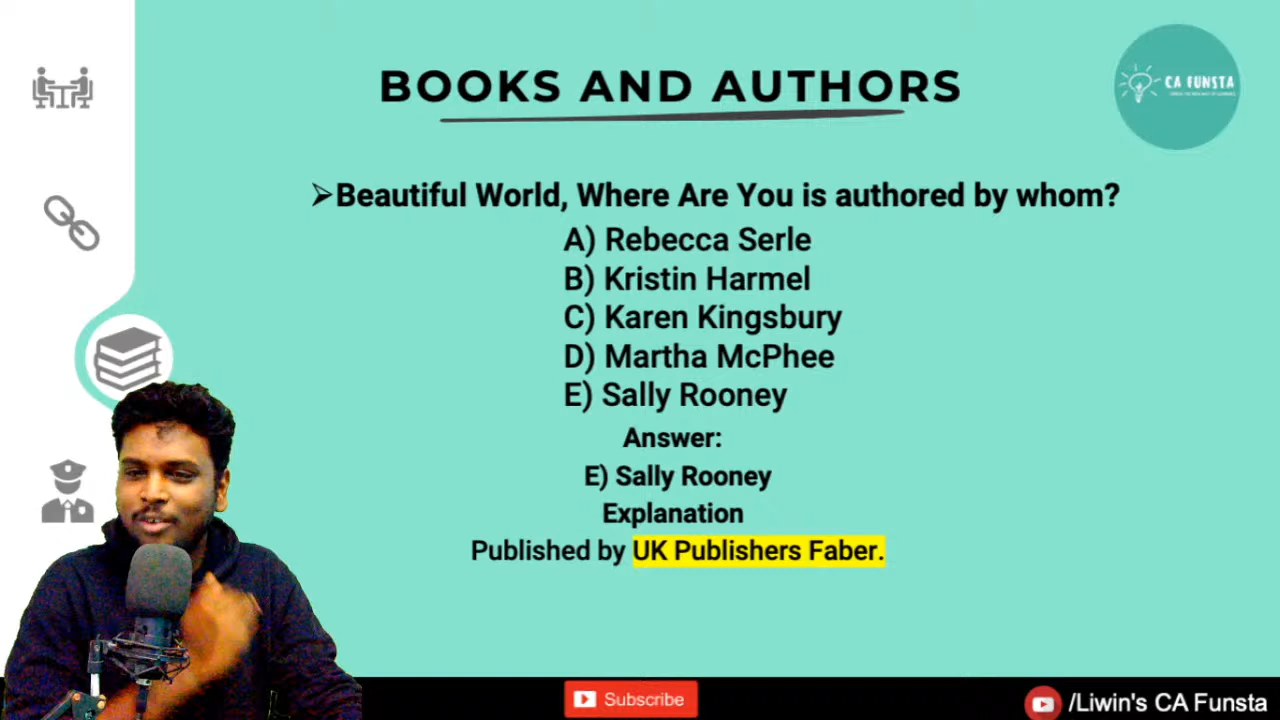 BOOKS AND AUTHORS
CA FUNSTA
➢Beautiful World, Where Are You is authored by whom?
A) Rebecca Serle
B) Kristin Harmel
C) Karen Kingsbury
D) Martha McPhee
E) Sally Rooney
Answer:
E) Sally Rooney
Explanation
Published by UK Publishers Faber.
Subscribe
/Liwin's CA Funsta